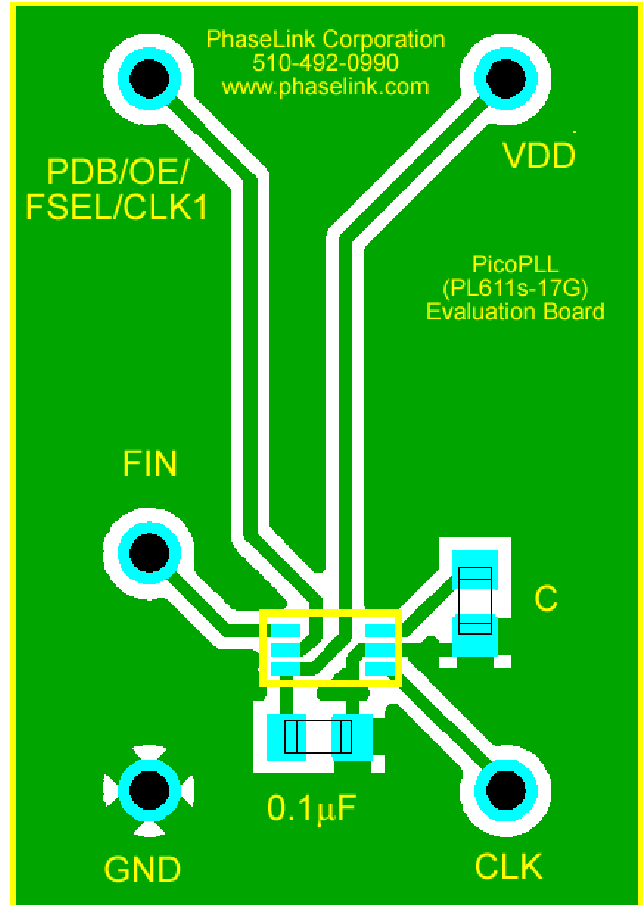 PhaseLink Corporation
510-492-0990
www.phaselink.com
PDB/OE/
FSEL/CLK1
VDD
PicoPLL
(PL611s-17G)
Evaluation Board
FIN
C
0.1µF
GND
CLK